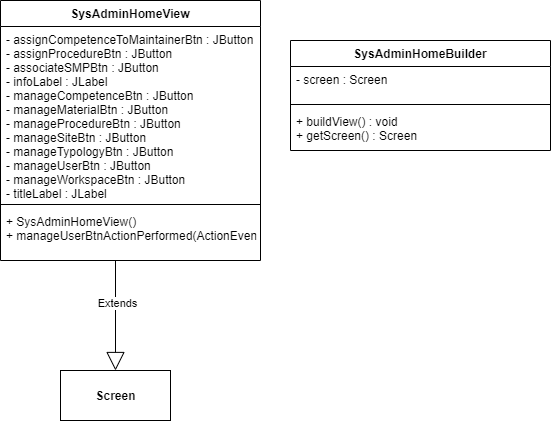 SysAdminHomeView
- assignCompetenceToMaintainerBtn : JButton
- assignProcedureBtn : JButton
- associateSMPBtn : JButton
- infoLabel : JLabel
- manageCompetenceBtn : JButton
- manageMaterialBtn : JButton
- manageProcedureBtn : JButton
- manageSiteBtn : JButton
- manageTypologyBtn : JButton
- manageUserBtn : JButton
- manageWorkspaceBtn : JButton
- titleLabel : JLabel
+ SysAdminHomeView()
+ manageUserBtnActionPerformed(ActionEven
SysAdminHomeBuilder
- screen : Screen
+ buildView() : void
+ getScreen() : Screen
Extends
Screen